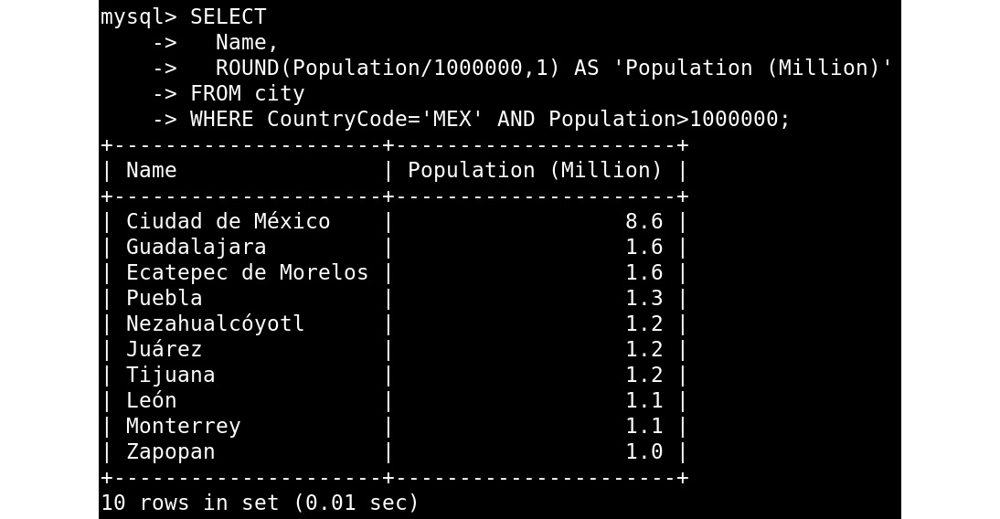 mysql> SELECT
    ->   Name,
    ->   ROUND(Population/1000000,1) AS 'Population (Million)'
    -> FROM city
    -> WHERE CountryCode='MEX' AND Population>1000000;
+---------------------+----------------------+
| Name                | Population (Million) |
+---------------------+----------------------+
| Ciudad de México    |                  8.6 |
| Guadalajara         |                  1.6 |
| Ecatepec de Morelos |                  1.6 |
| Puebla              |                  1.3 |
| Nezahualcóyotl      |                  1.2 |
| Juárez              |                  1.2 |
| Tijuana             |                  1.2 |
| León                |                  1.1 |
| Monterrey           |                  1.1 |
| Zapopan             |                  1.0 |
+---------------------+----------------------+
10 rows in set (0.01 sec)